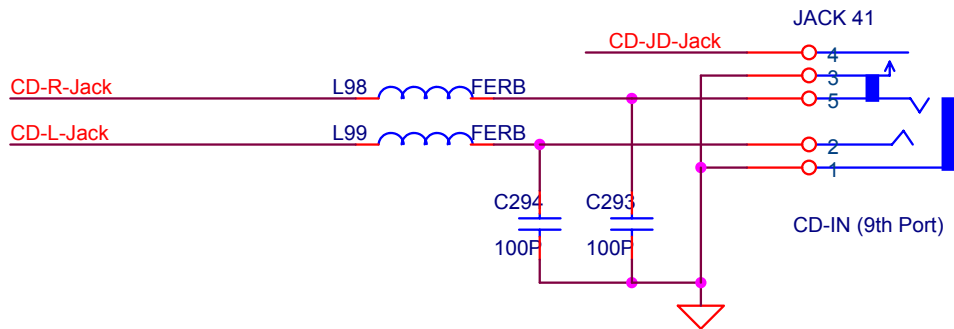 JACK 41
CD-JD-Jack
4
3
CD-R-Jack
L98
FERB
5
CD-L-Jack
L99
FERB
2
1
C294
C293
CD-IN (9th Port)
100P
100P